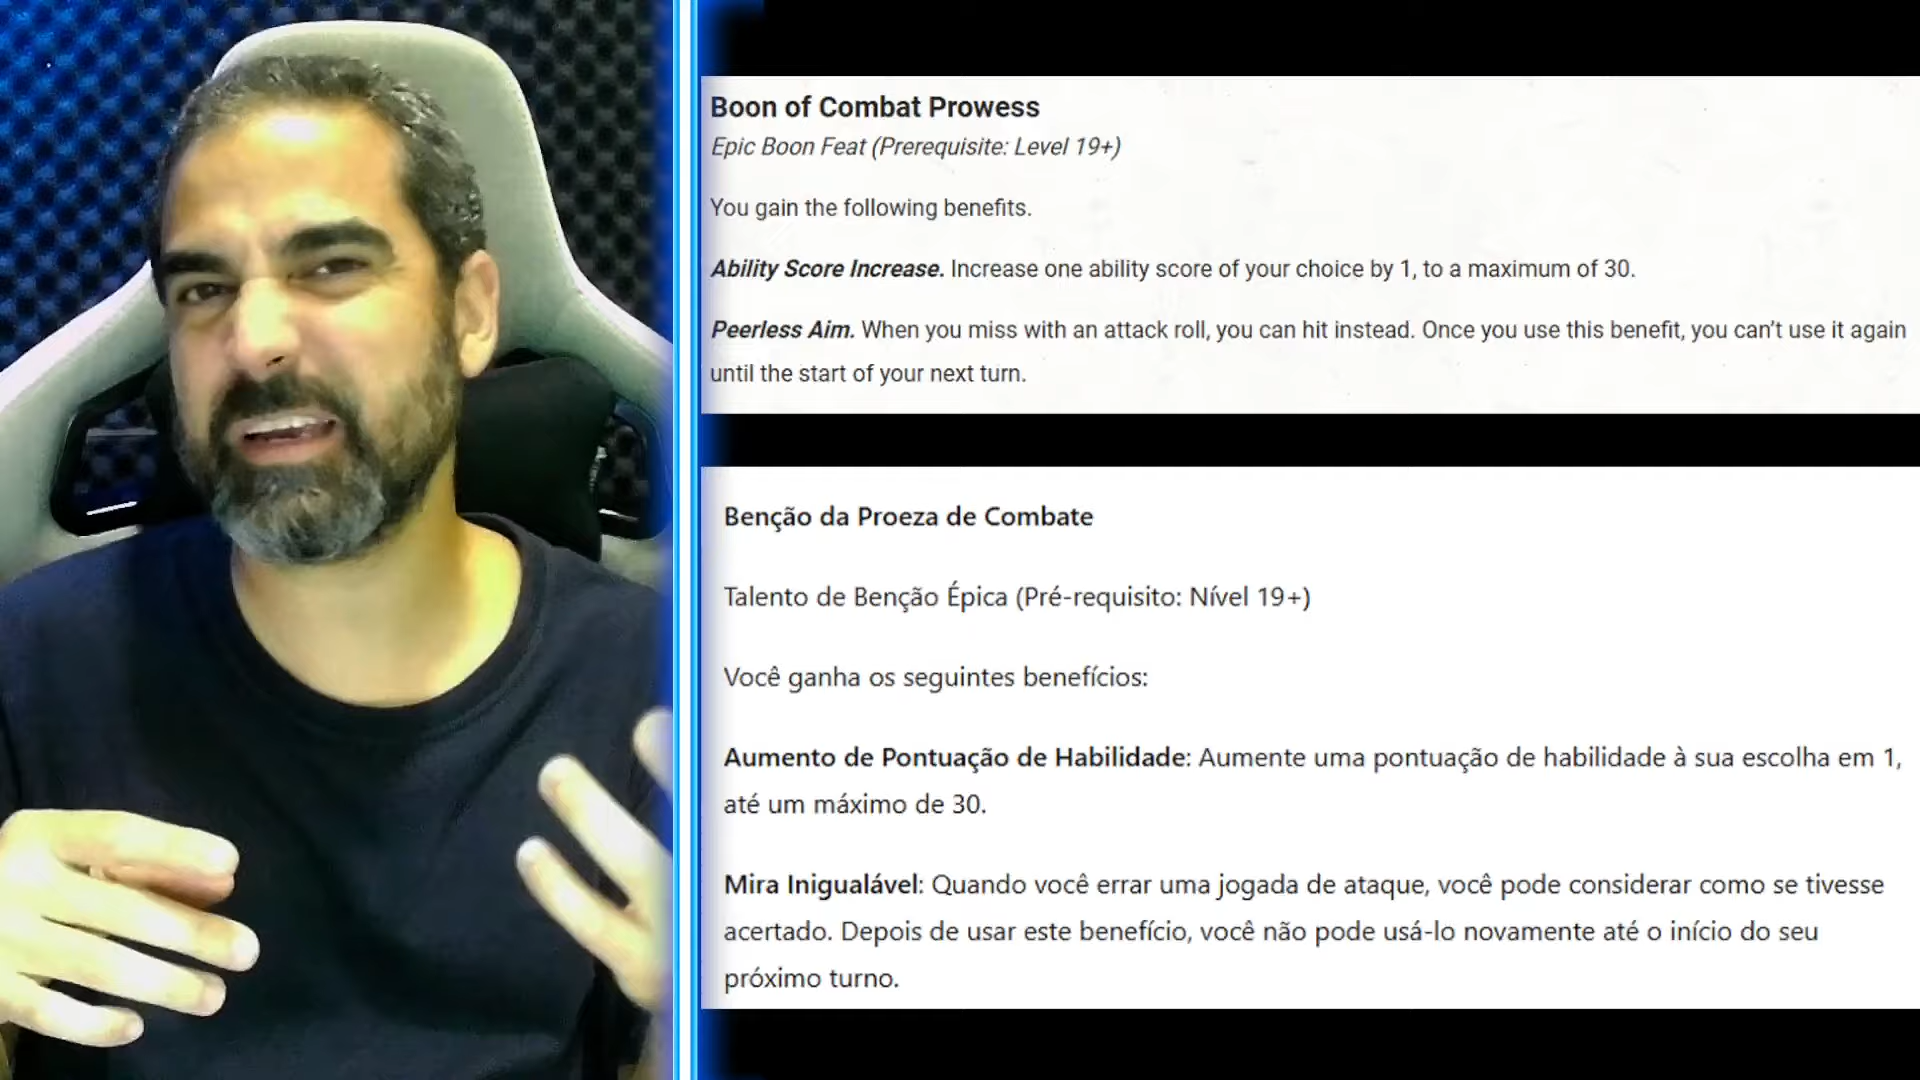 Boon of Combat Prowess
Epic Boon Feat (Prerequisite: Level 19+)
You gain the following benefits.
Ability Score Increase. Increase one ability score of your choice by 1, to a maximum of 30.
Peerless Aim. When you miss with an attack roll, you can hit instead. Once you use this benefit, you can’t use it again
until the start of your next turn.
Benção da Proeza de Combate
Talento de Benção Épica (Pré-requisito: Nível 19+)
Você ganha os seguintes benefícios:
Aumento de Pontuação de Habilidade: Aumente uma pontuação de habilidade à sua escolha em 1,
até um máximo de 30.
Mira Inigualável: Quando você errar uma jogada de ataque, você pode considerar como se tivesse
acertado. Depois de usar este benefício, você não pode usá-lo novamente até o início do seu
próximo turno.